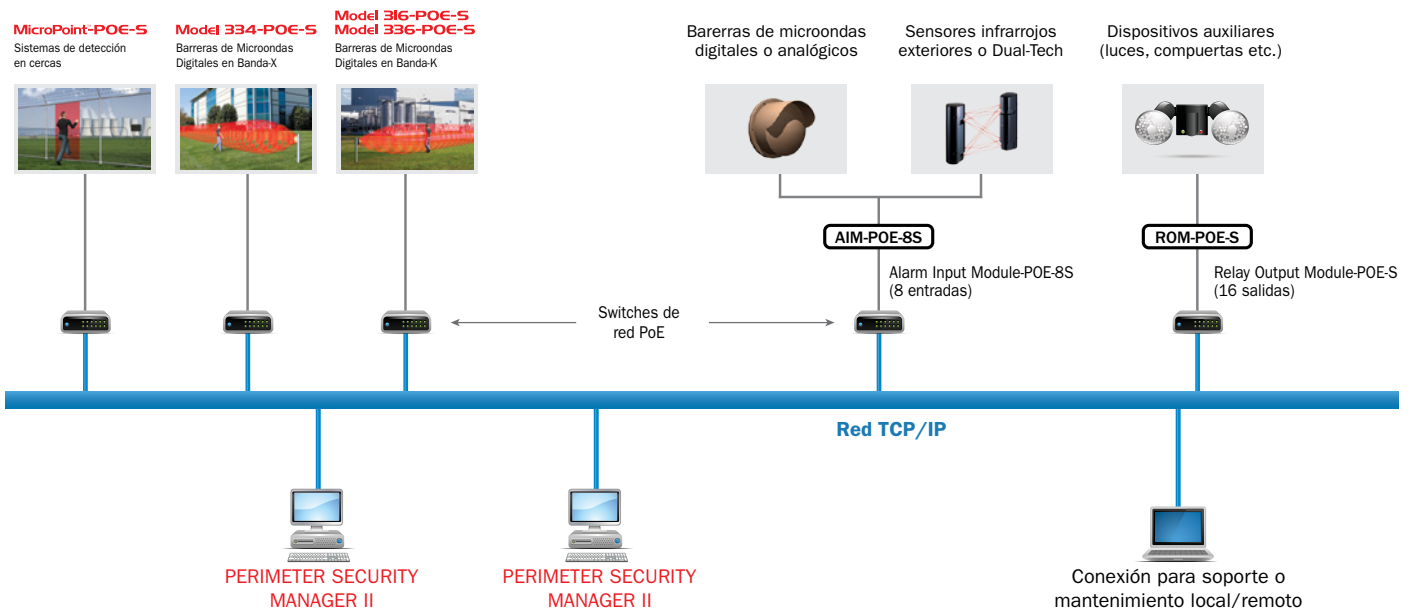 MicroPoint™-POE-S
Sistemas de detección
en cercas
Model 334-POE-S
Barreras de Microondas
Digitales en Banda-X
Model 316-POE-S
Model 336-POE-S
Barreras de Microondas
Digitales en Banda-K
Barerras de microondas
digitales o analógicos
Sensores infrarrojos
exteriores o Dual-Tech
Dispositivos auxiliares
(luces, compuertas etc.)
AIM-POE-8S
ROM-POE-S
Alarm Input Module-POE-8S
(8 entradas)
Relay Output Module-POE-S
(16 salidas)
Switches de
red PoE
Red TCP/IP
PERIMETER SECURITY
MANAGER II
PERIMETER SECURITY
MANAGER II
Conexión para soporte o
mantenimiento local/remoto